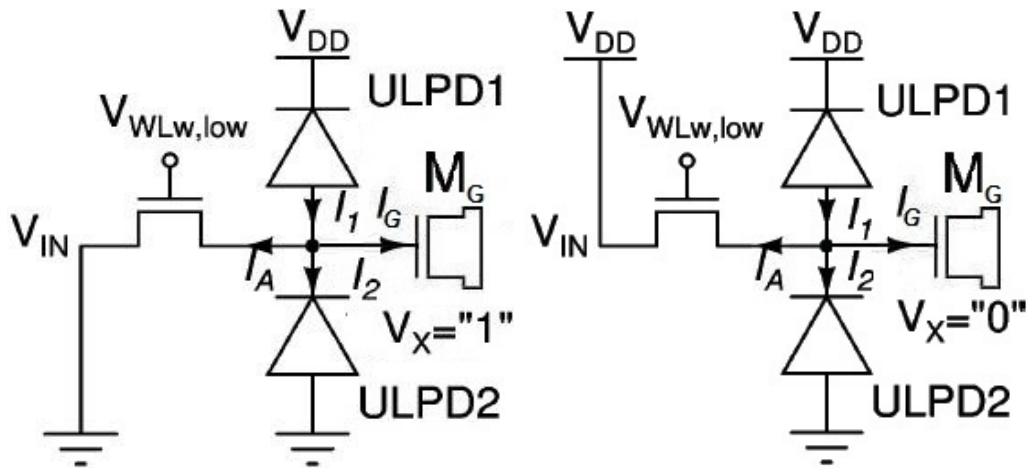 V_DD
ULPD1
V_WLw,low
M_G
I_1 I_G
V_IN
I_A I_2
V_X="1"
ULPD2
V_DD V_DD
ULPD1
V_WLw,low
M_G
I_1 I_G
V_IN
I_A I_2
V_X="0"
ULPD2